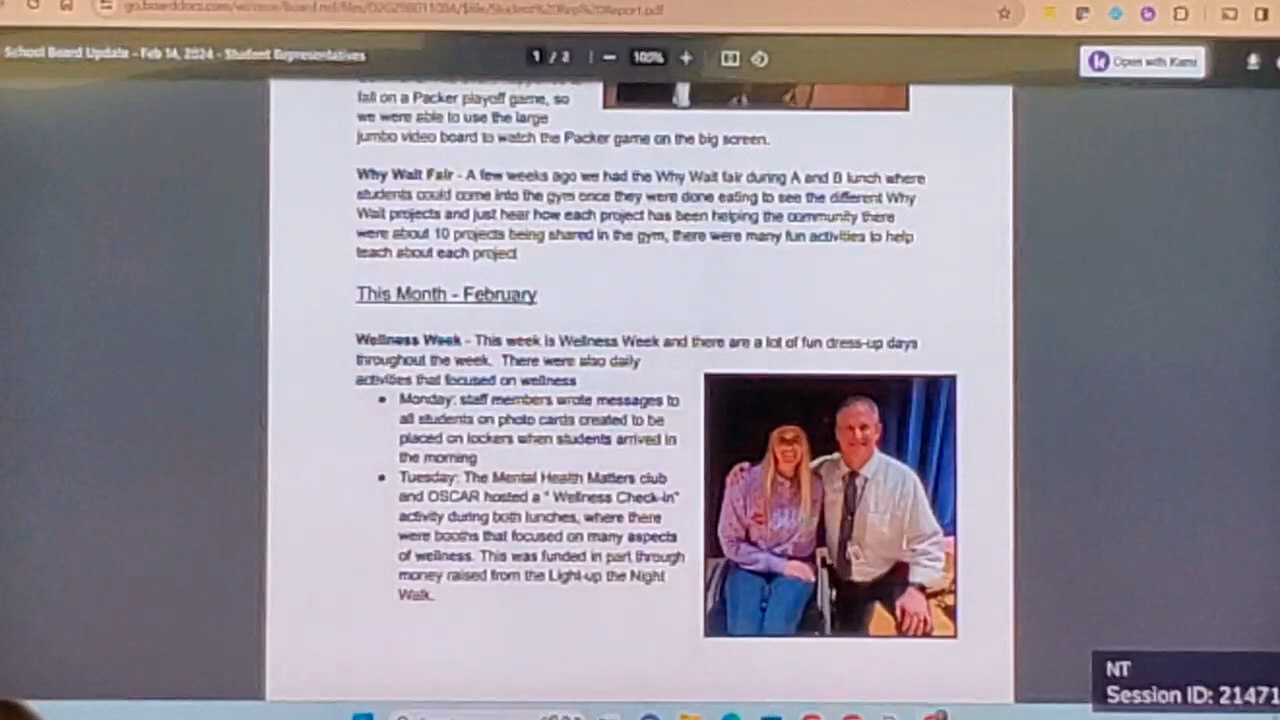 School Board Update - Feb 14, 2024 - Student Representatives
1 / 3
100%
Open with Kami
fall on a Packer playoff game, so
we were able to use the large
jumbo video board to watch the Packer game on the big screen.
Why Wait Fair - A few weeks ago we had the Why Wait fair during A and B lunch where
students could come into the gym once they were done eating to see the different Why
Wait projects and just hear how each project has been helping the community there
were about 10 projects being shared in the gym, there were many fun activities to help
teach about each project
This Month - February
Wellness Week - This week is Wellness Week and there are a lot of fun dress-up days
throughout the week. There were also daily
activities that focused on wellness
Monday: staff members wrote messages to
all students on photo cards created to be
placed on lockers when students arrived in
the morning
Tuesday: The Mental Health Matters club
and OSCAR hosted a " Wellness Check-in"
activity during both lunches, where there
were booths that focused on many aspects
of wellness. This was funded in part through
money raised from the Light-up the Night
Walk.
NT
Session ID: 21471